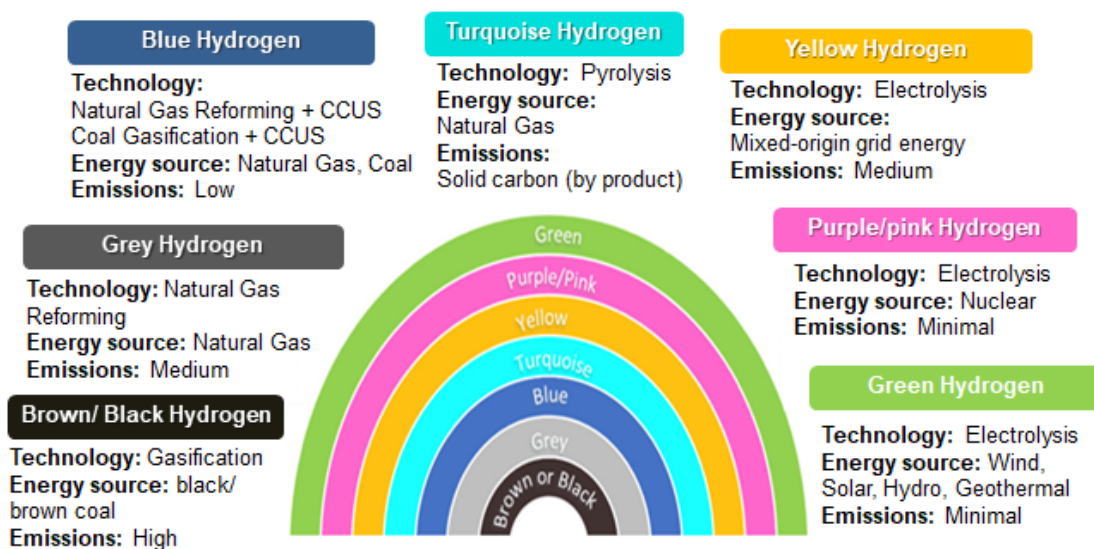 Blue Hydrogen
Technology:
Natural Gas Reforming + CCUS
Coal Gasification + CCUS
Energy source: Natural Gas, Coal
Emissions: Low
Turquoise Hydrogen
Technology: Pyrolysis
Energy source:
Natural Gas
Emissions:
Solid carbon (by product)
Yellow Hydrogen
Technology: Electrolysis
Energy source:
Mixed-origin grid energy
Emissions: Medium
Grey Hydrogen
Technology: Natural Gas
Reforming
Energy source: Natural Gas
Emissions: Medium
Purple/pink Hydrogen
Technology: Electrolysis
Energy source: Nuclear
Emissions: Minimal
Brown/ Black Hydrogen
Technology: Gasification
Energy source: black/
brown coal
Emissions: High
Green Hydrogen
Technology: Electrolysis
Energy source: Wind,
Solar, Hydro, Geothermal
Emissions: Minimal
Green
Purple/Pink
Yellow
Turquoise
Blue
Grey
Brown or Black